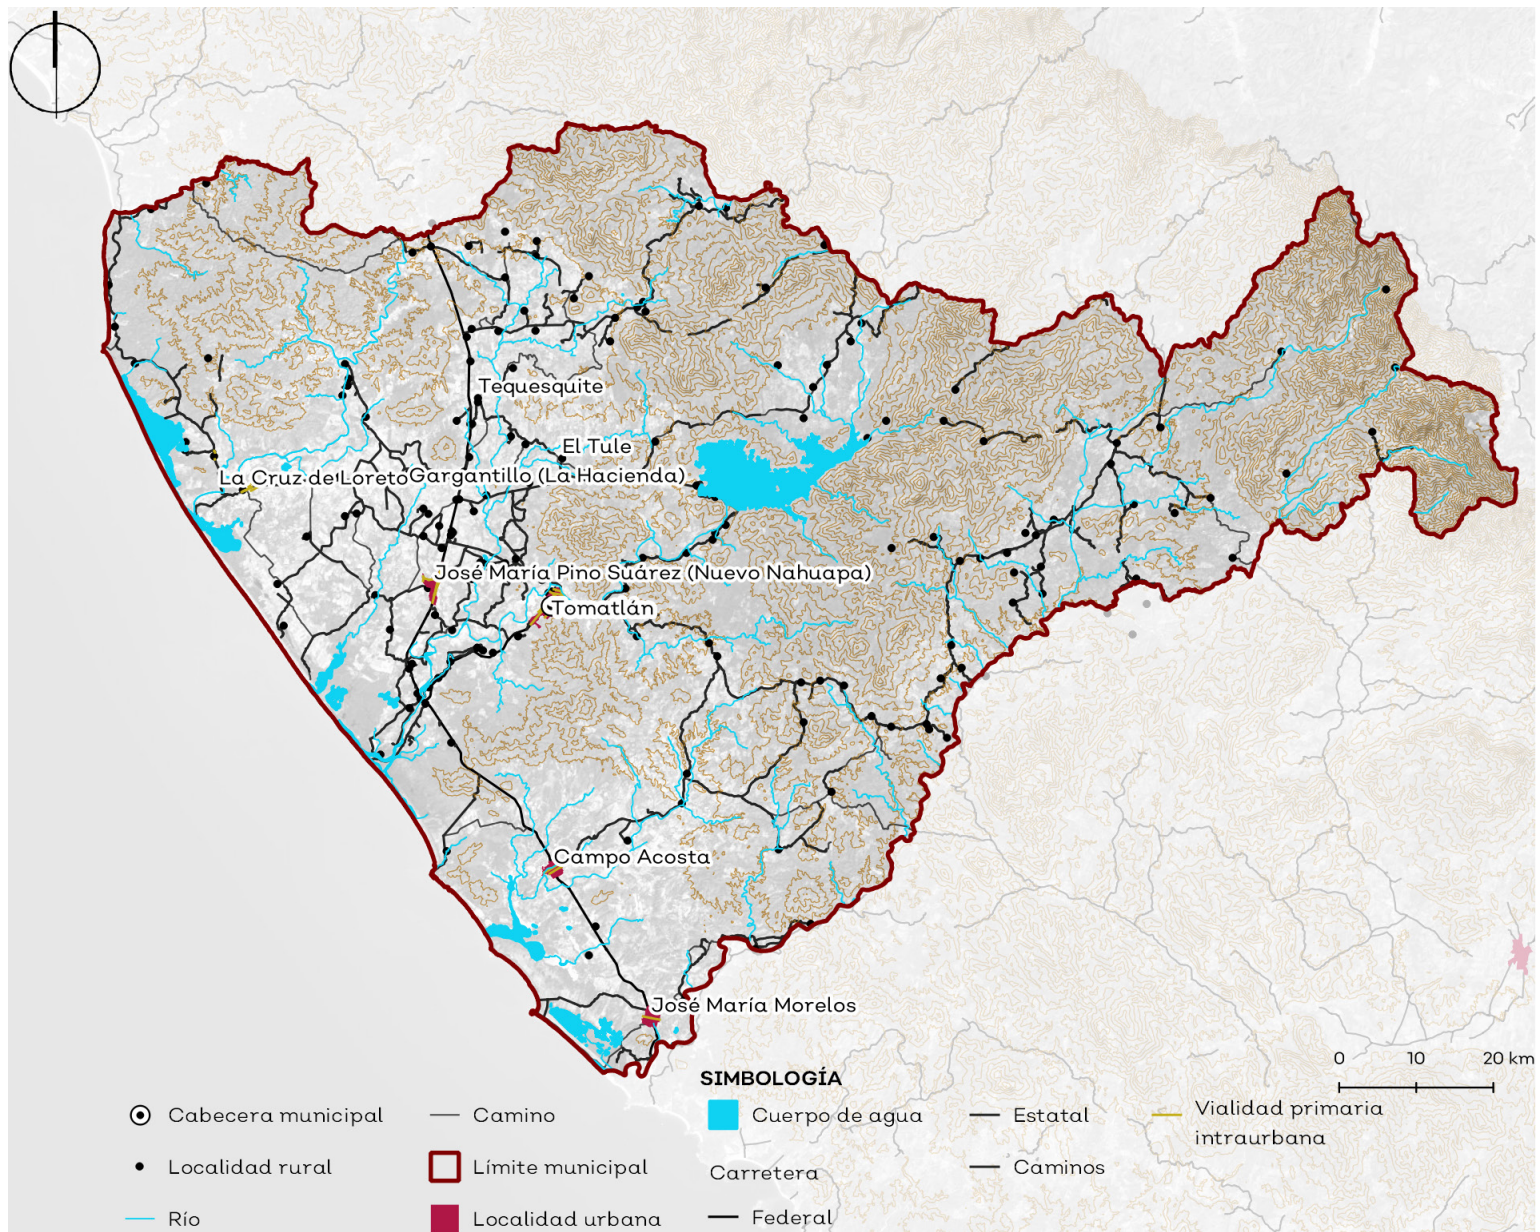 Tequesquite
El Tule
La Cruz de Loreto
Gargantillo (La Hacienda)
José María Pino Suárez (Nuevo Nahuapa)
Tomatlán
Campo Acosta
José María Morelos
0 10 20 km
SIMBOLOGÍA
Cabecera municipal
Localidad rural
Río
Camino
Límite municipal
Localidad urbana
Cuerpo de agua
Carretera
Federal
Estatal
Caminos
Vialidad primaria
intraurbana